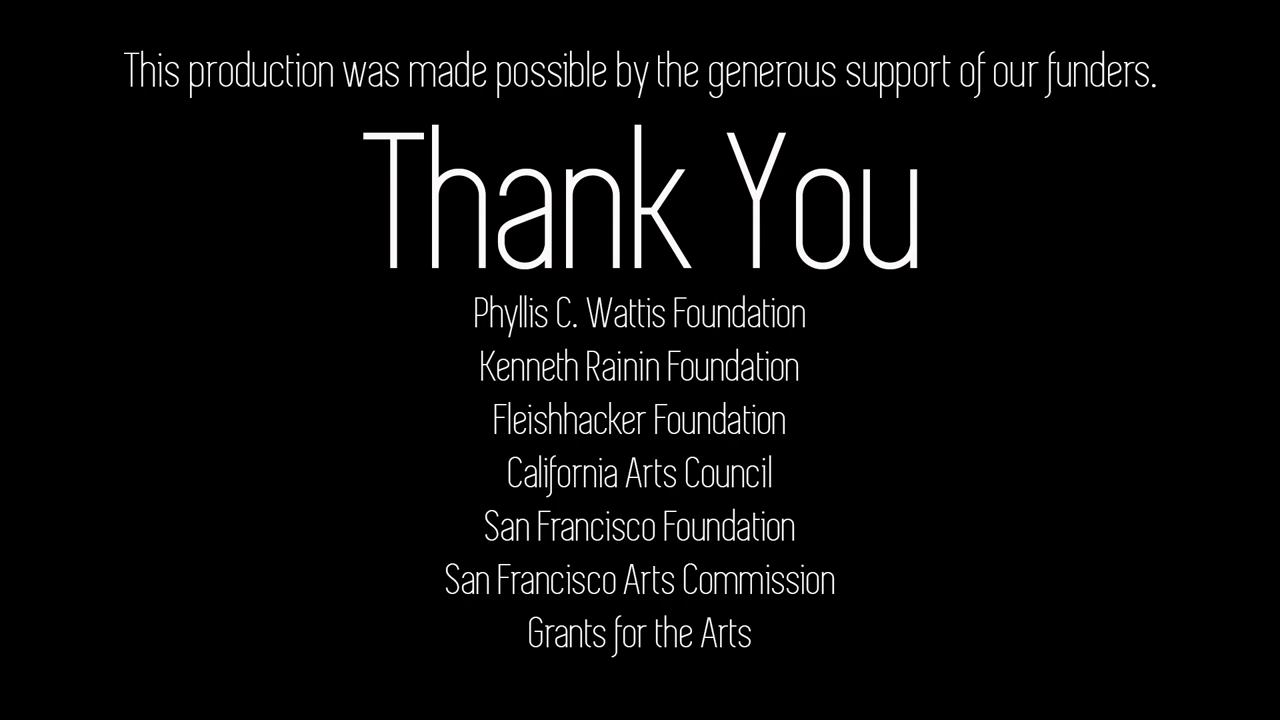 This production was made possible by the generous support of our funders.
Thank You
Phyllis C. Wattis Foundation
Kenneth Rainin Foundation
Fleishhacker Foundation
California Arts Council
San Francisco Foundation
San Francisco Arts Commission
Grants for the Arts